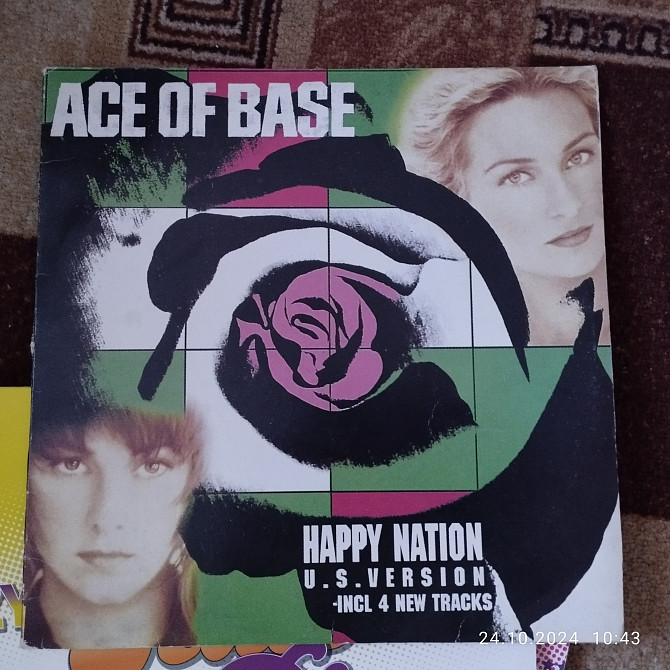 ACE OF BASE
HAPPY NATION
U.S.VERSION
-INCL 4 NEW TRACKS
24.10.2024 10:43